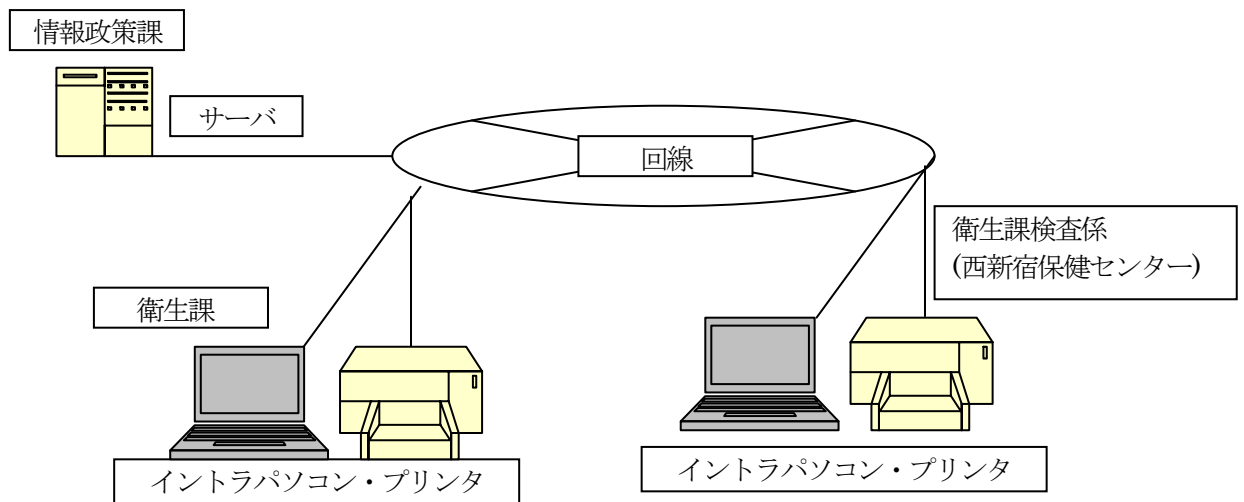 情報政策課
サーバ
回線
衛生課検査係
(西新宿保健センター)
衛生課
イントラパソコン・プリンタ
イントラパソコン・プリンタ